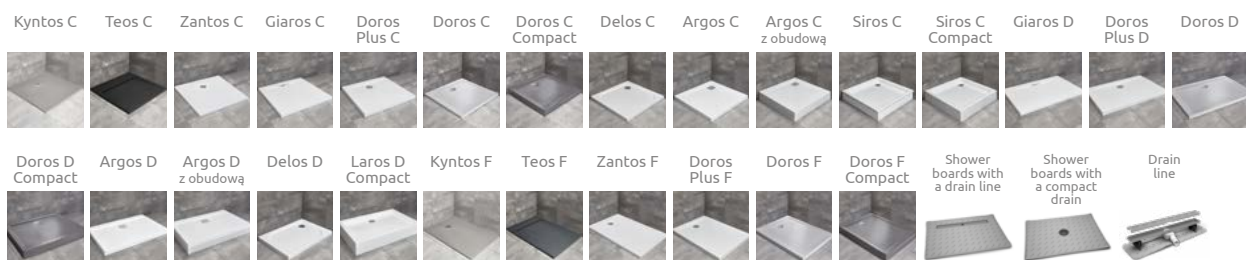 Kyntos C
Teos C
Zantos C
Giaros C
Doros
Plus C
Doros C
Doros C
Compact
Delos C
Argos C
Argos C
z obudową
Siros C
Siros C
Compact
Giaros D
Doros
Plus D
Doros D
Doros D
Compact
Argos D
Argos D
z obudową
Delos D
Laros D
Compact
Kyntos F
Teos F
Zantos F
Doros
Plus F
Doros F
Doros F
Compact
Shower
boards with
a drain line
Shower
boards with
a compact
drain
Drain
line